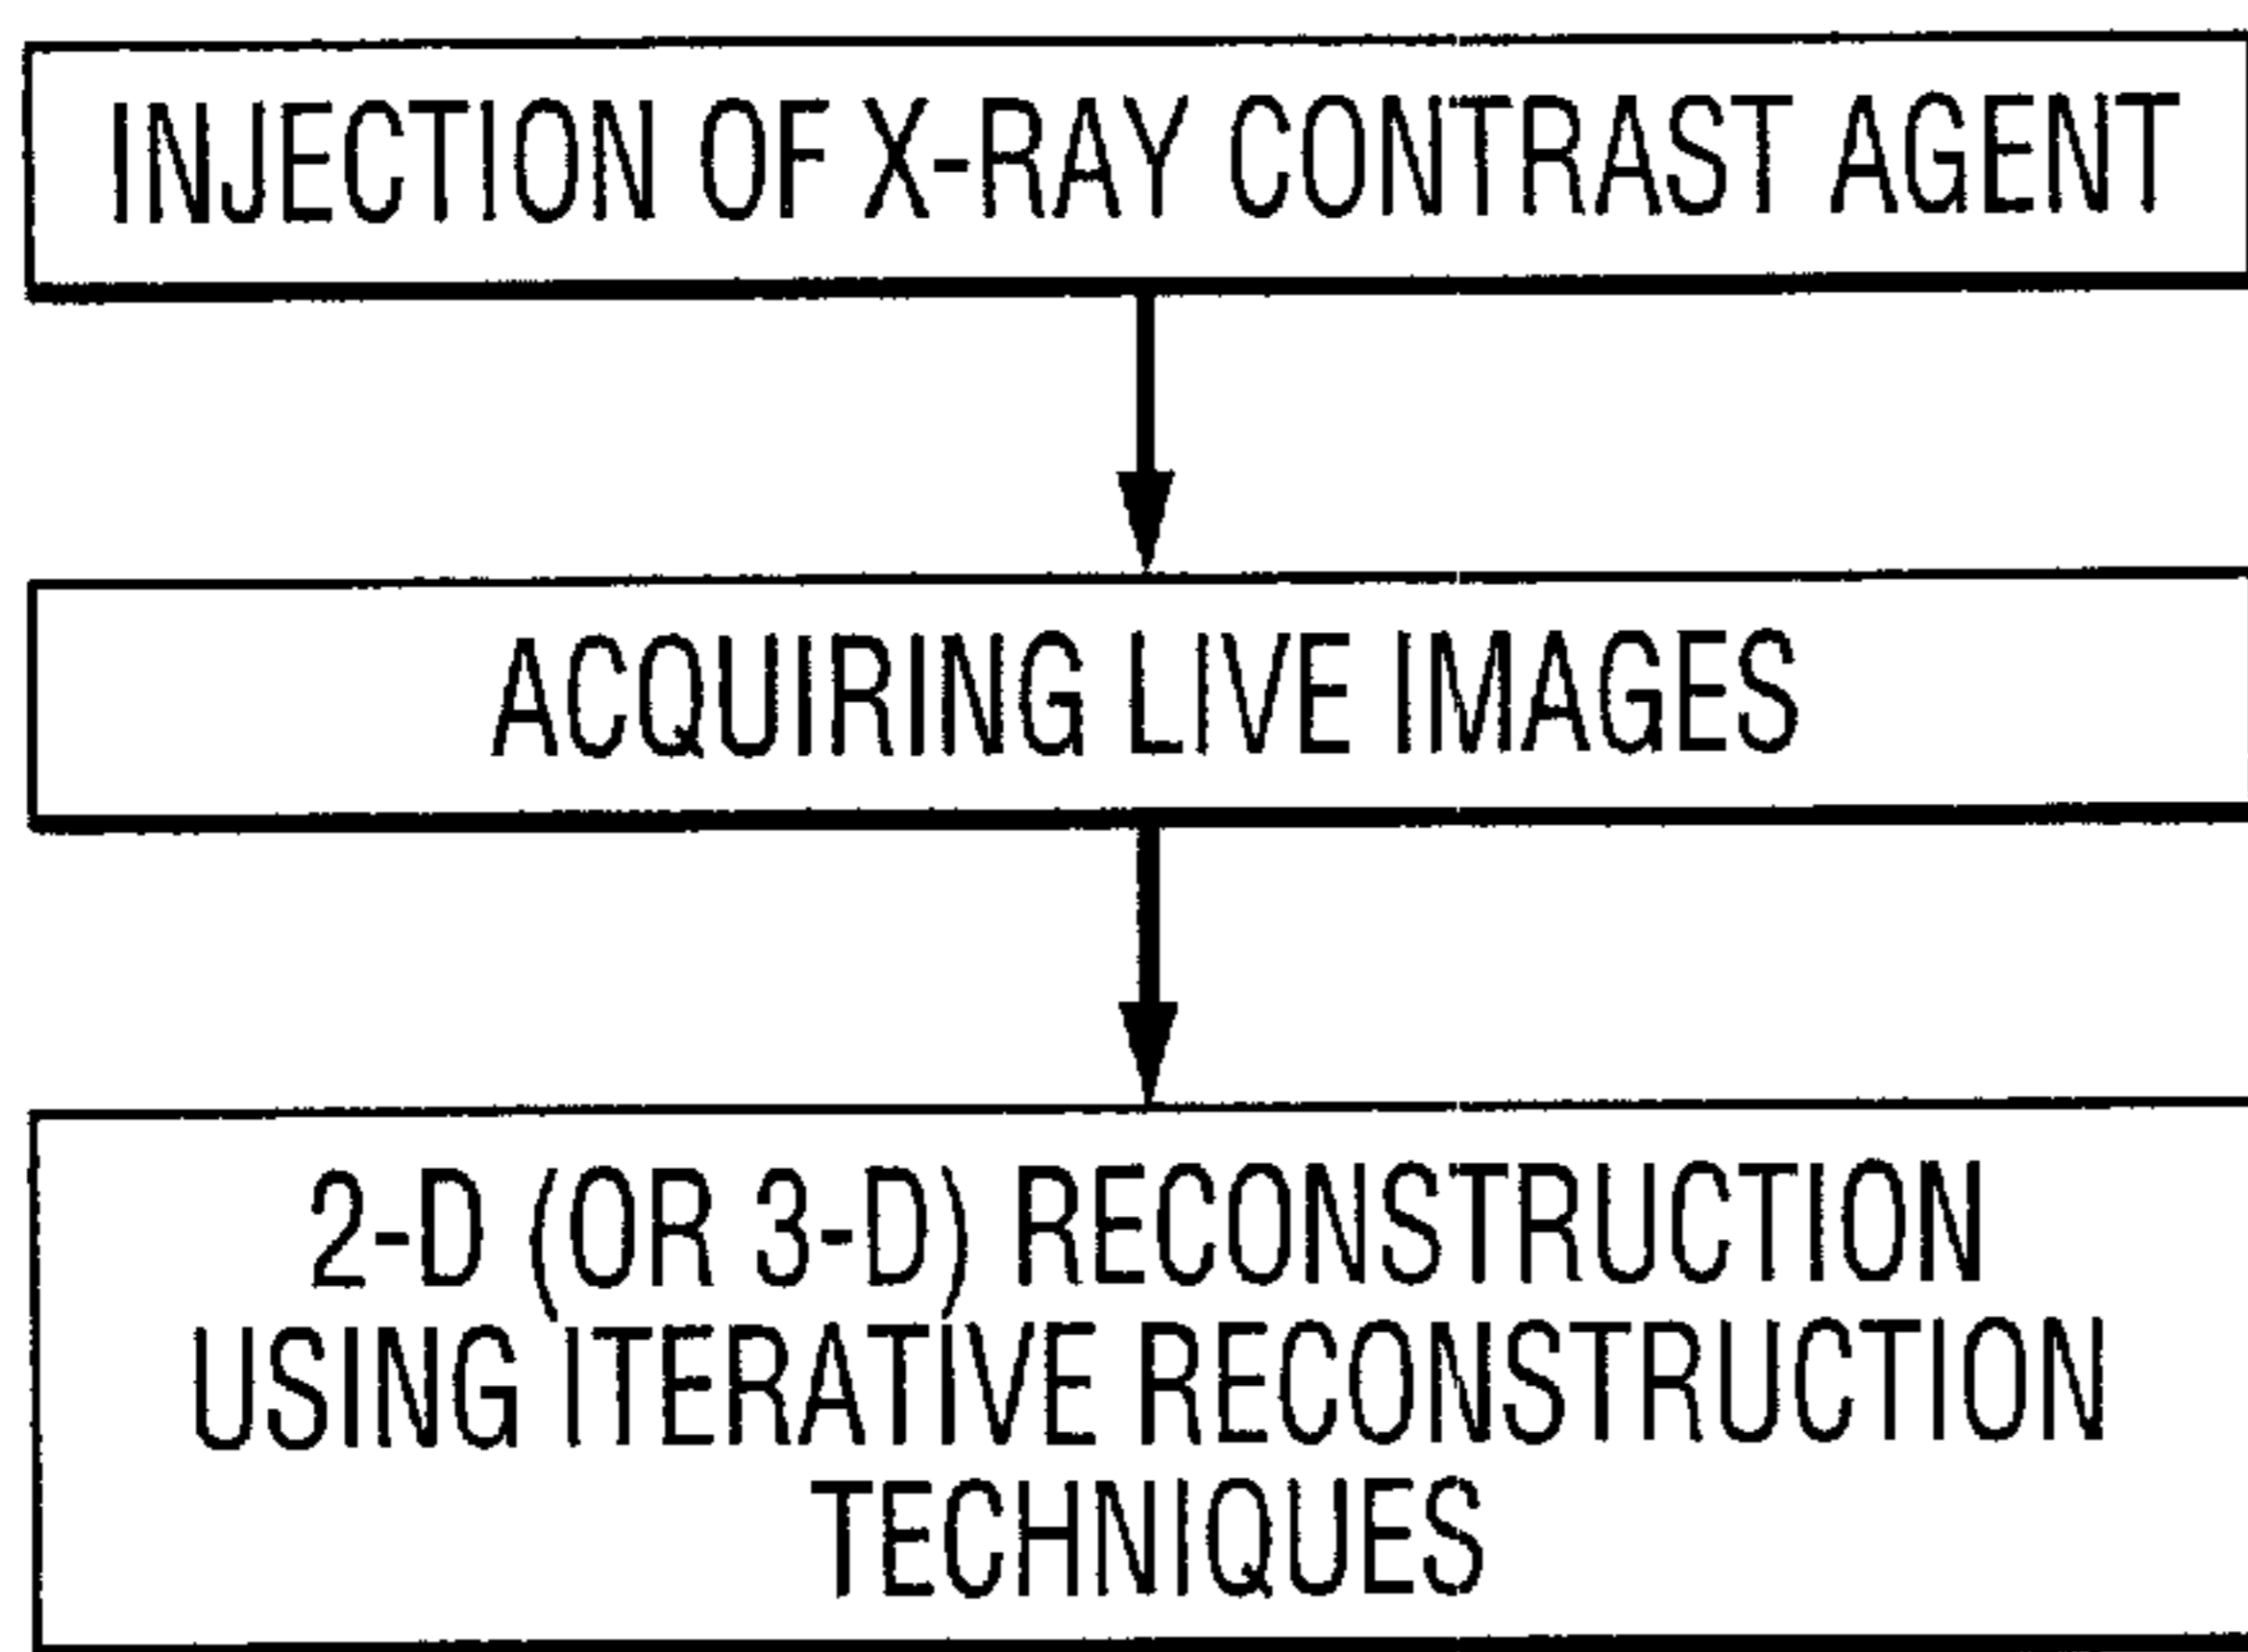 INJECTION OF X-RAY CONTRAST AGENT
ACQUIRING LIVE IMAGES
2-D (OR 3-D) RECONSTRUCTION
USING ITERATIVE RECONSTRUCTION
TECHNIQUES